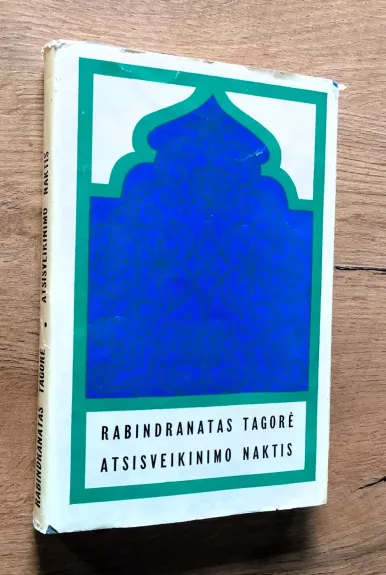 RABINDRANATAS TAGORĖ
ATSISVEIKINIMO NAKTIS
RABINDRANATAS TAGORĖ • ATSISVEIKINIMO NAKTIS